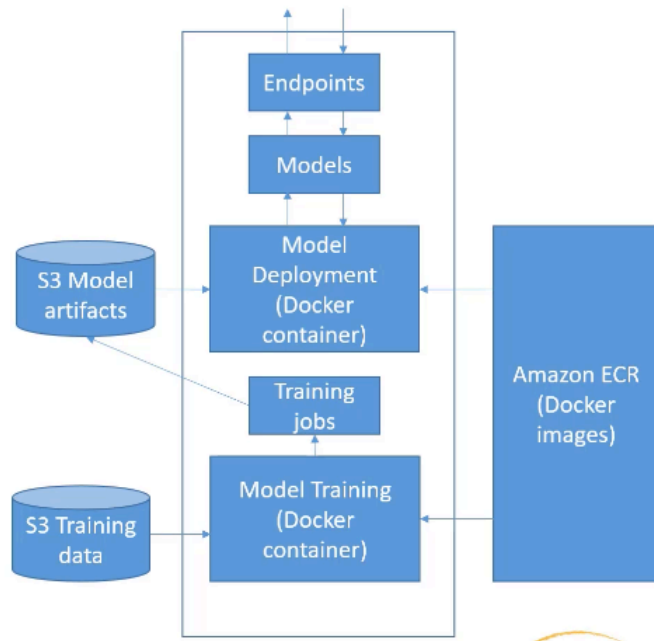 Endpoints
Models
Model
Deployment
(Docker
container)
S3 Model
artifacts
Training
jobs
Amazon ECR
(Docker
images)
Model Training
(Docker
container)
S3 Training
data